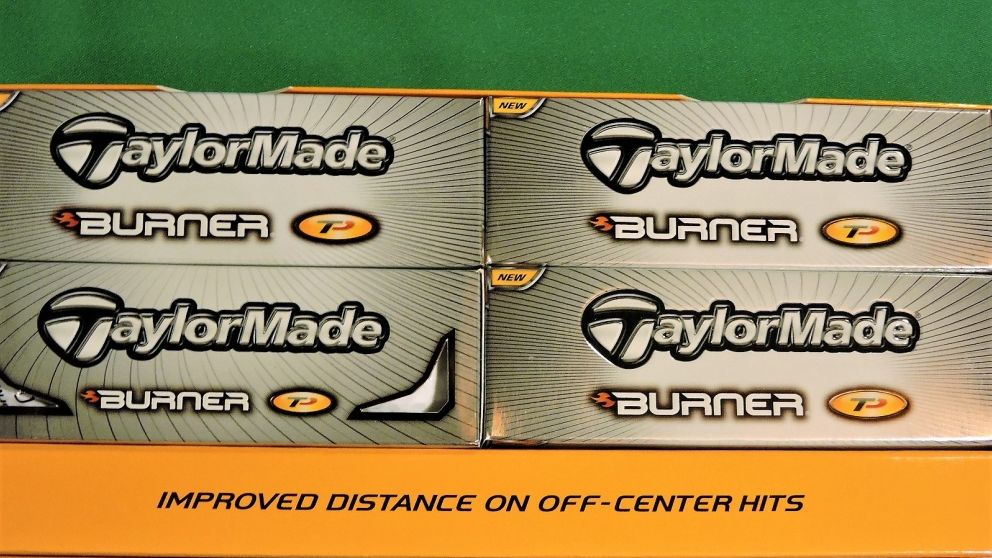 TaylorMade
BURNER TP
NEW
TaylorMade
BURNER TP
TaylorMade
BURNER TP
NEW
TaylorMade
BURNER TP
IMPROVED DISTANCE ON OFF-CENTER HITS